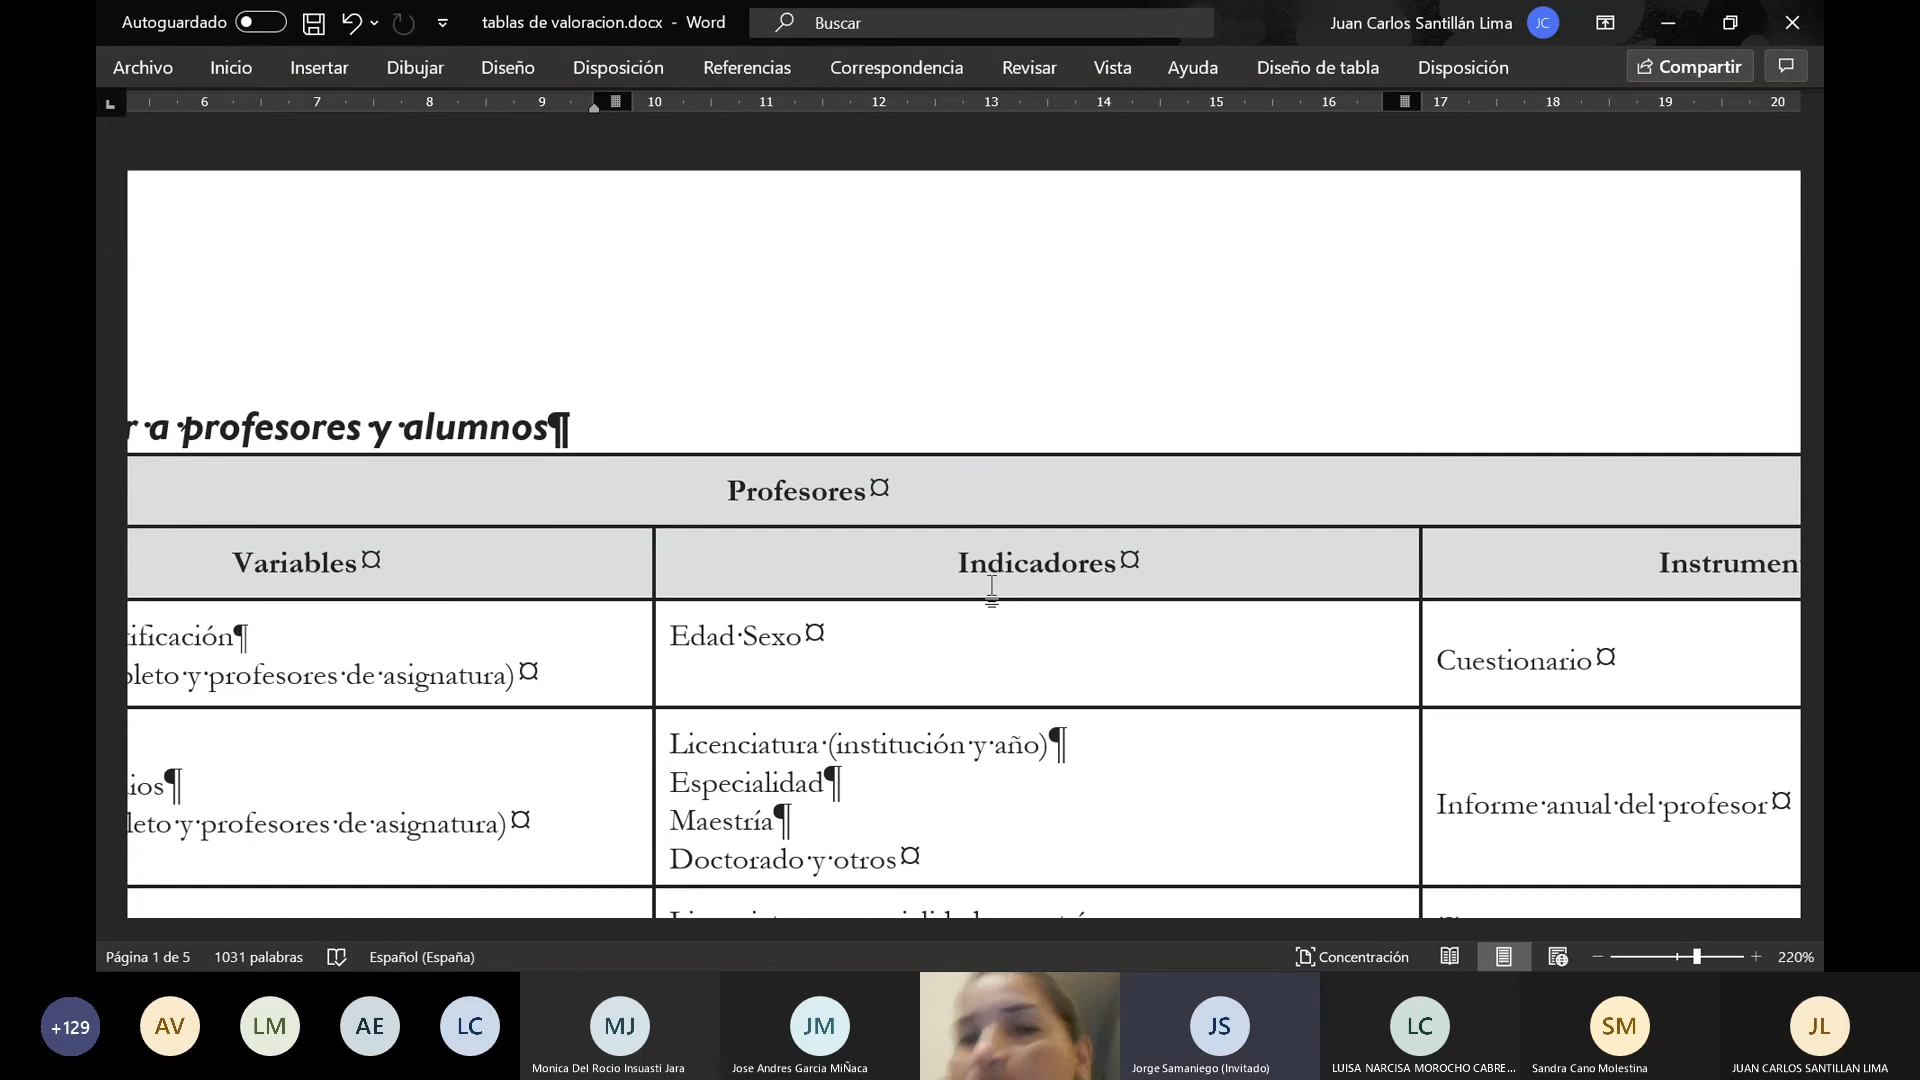 Autoguardado
tablas de valoracion.docx - Word
Buscar
Juan Carlos Santillán Lima
JC
Archivo Inicio Insertar Dibujar Diseño Disposición Referencias Correspondencia Revisar Vista Ayuda Diseño de tabla Disposición Compartir
6 7 8 9 10 11 12 13 14 15 16 17 18 19 20
r·a·profesores·y·alumnos¶
Profesores¤
Variables¤ Indicadores¤ Instrumen
tificación¶
pleto·y·profesores·de·asignatura)¤
Edad·Sexo¤
Cuestionario¤
dios¶
leto·y·profesores·de·asignatura)¤
Licenciatura·(institución·y·año)¶
Especialidad¶
Maestría¶
Doctorado·y·otros¤
Informe·anual·del·profesor¤
Página 1 de 5 1031 palabras Español (España) Concentración 220%
+129 AV LM AE LC MJ JM JS LC SM JL
Monica Del Rocio Insuasti Jara
Jose Andres Garcia MiÑaca
Jorge Samaniego (Invitado)
LUISA NARCISA MOROCHO CABRE...
Sandra Cano Molestina
JUAN CARLOS SANTILLAN LIMA